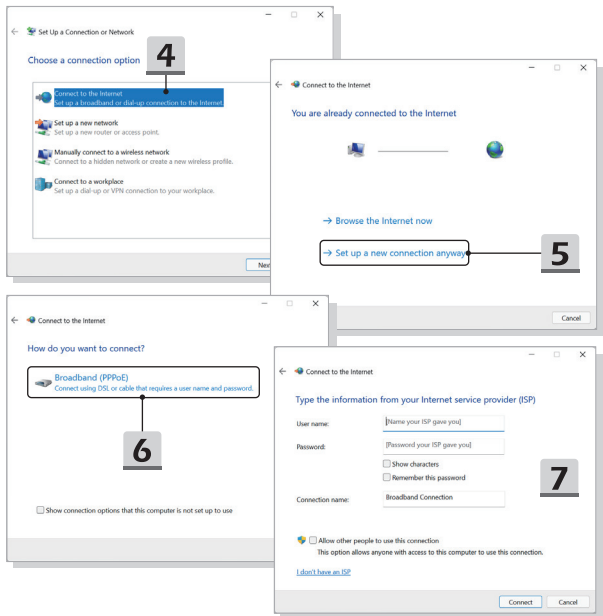 Set Up a Connection or Network
Choose a connection option
4
Connect to the Internet
Set up a broadband or dial-up connection to the Internet.
Set up a new network
Set up a new router or access point.
Manually connect to a wireless network
Connect to a hidden network or create a new wireless profile.
Connect to a workplace
Set up a dial-up or VPN connection to your workplace.
Connect to the Internet
You are already connected to the Internet
Browse the Internet now
Set up a new connection anyway
5
Cancel
Connect to the Internet
How do you want to connect?
Broadband (PPPoE)
Connect using DSL or cable that requires a user name and password.
6
Show connection options that this computer is not set up to use
Connect to the Internet
Type the information from your Internet service provider (ISP)
User name:
[Name your ISP gave you]
Password:
[Password your ISP gave you]
Show characters
Remember this password
7
Connection name:
Broadband Connection
Allow other people to use this connection
This option allows anyone with access to this computer to use this connection.
I don't have an ISP
Connect
Cancel